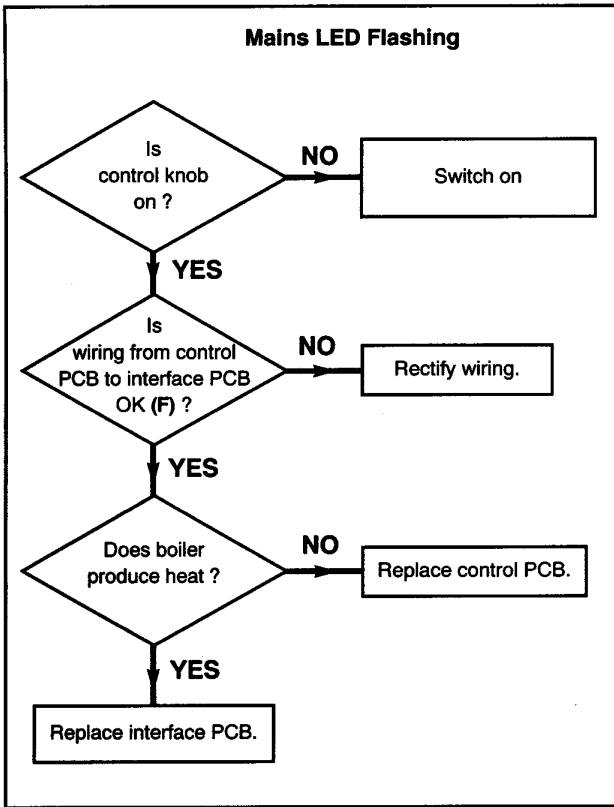 Mains LED Flashing
Is
control knob
on ?
NO
Switch on
YES
Is
wiring from control
PCB to interface PCB
OK (F) ?
NO
Rectify wiring.
YES
Does boiler
produce heat ?
NO
Replace control PCB.
YES
Replace interface PCB.